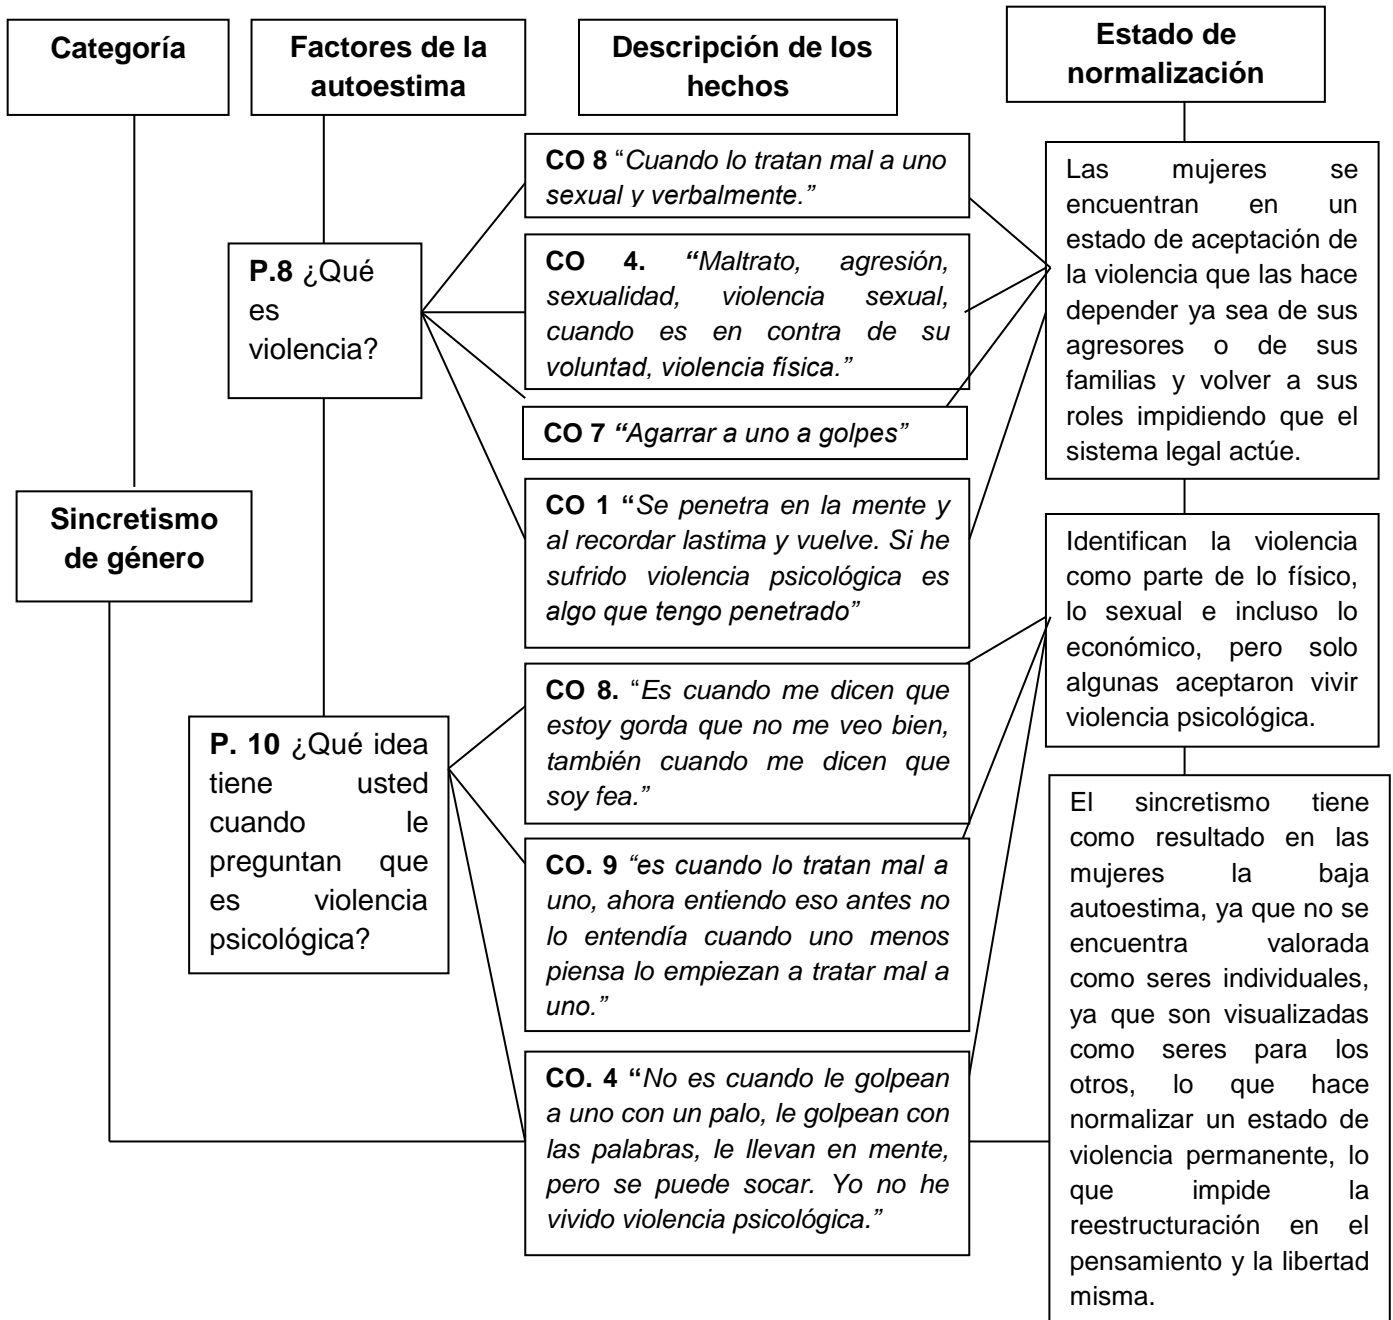 Categoría
Factores de la
autoestima
Descripción de los
hechos
Estado de
normalización
Sincretismo
de género
P.8 ¿Qué
es
violencia?
P. 10 ¿Qué idea
tiene usted
cuando le
preguntan que
es violencia
psicológica?
CO 8 “Cuando lo tratan mal a uno
sexual y verbalmente.”
CO 4. “Maltrato, agresión,
sexualidad, violencia sexual,
cuando es en contra de su
voluntad, violencia física.”
CO 7 “Agarrar a uno a golpes”
CO 1 “Se penetra en la mente y
al recordar lastima y vuelve. Si he
sufrido violencia psicológica es
algo que tengo penetrado”
CO 8. “Es cuando me dicen que
estoy gorda que no me veo bien,
también cuando me dicen que
soy fea.”
CO. 9 “es cuando lo tratan mal a
uno, ahora entiendo eso antes no
lo entendía cuando uno menos
piensa lo empiezan a tratar mal a
uno.”
CO. 4 “No es cuando le golpean
a uno con un palo, le golpean con
las palabras, le llevan en mente,
pero se puede socar. Yo no he
vivido violencia psicológica.”
Las mujeres se
encuentran en un
estado de aceptación de
la violencia que las hace
depender ya sea de sus
agresores o de sus
familias y volver a sus
roles impidiendo que el
sistema legal actúe.
Identifican la violencia
como parte de lo físico,
lo sexual e incluso lo
económico, pero solo
algunas aceptaron vivir
violencia psicológica.
El sincretismo tiene
como resultado en las
mujeres la baja
autoestima, ya que no se
encuentra valorada
como seres individuales,
ya que son visualizadas
como seres para los
otros, lo que hace
normalizar un estado de
violencia permanente, lo
que impide la
reestructuración en el
pensamiento y la libertad
misma.